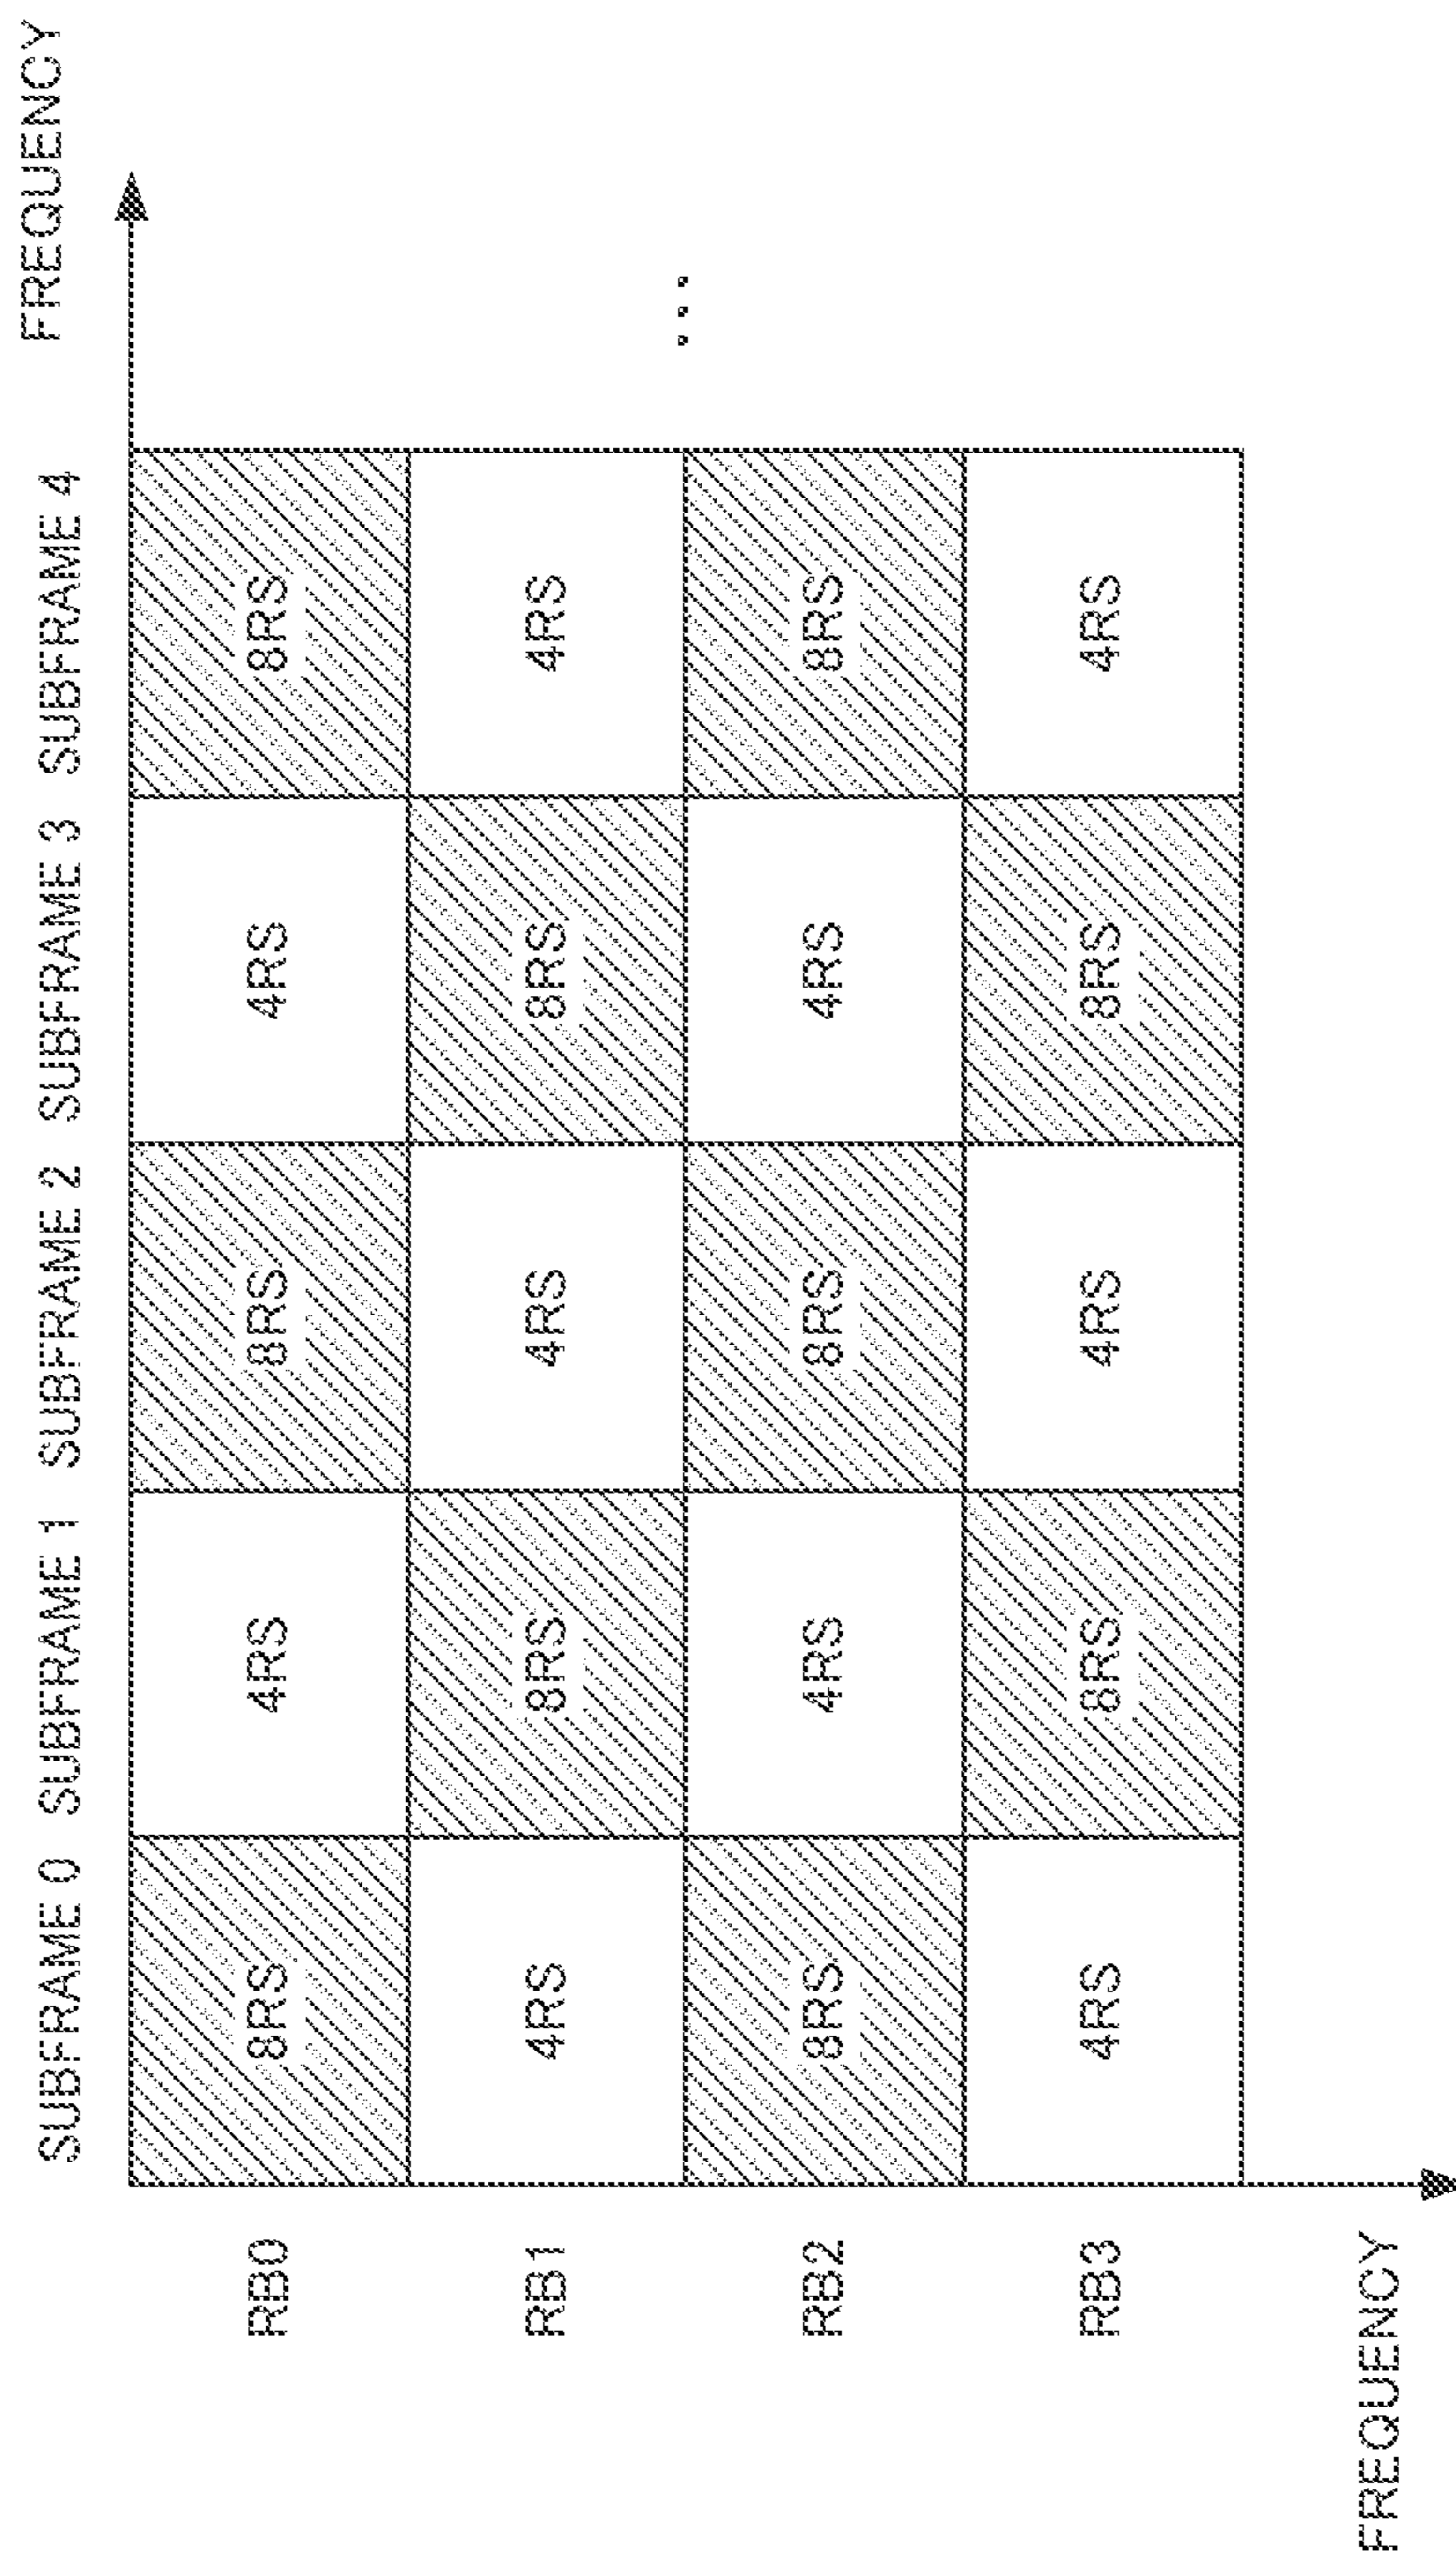 SUBFRAME 0 SUBFRAME 1 SUBFRAME 2 SUBFRAME 3 SUBFRAME 4 FREQUENCY
RB0 8RS 4RS 8RS 4RS 8RS
RB1 4RS 8RS 4RS 8RS 4RS
...
RB2 8RS 4RS 8RS 4RS 8RS
RB3 4RS 8RS 4RS 8RS 4RS
FREQUENCY